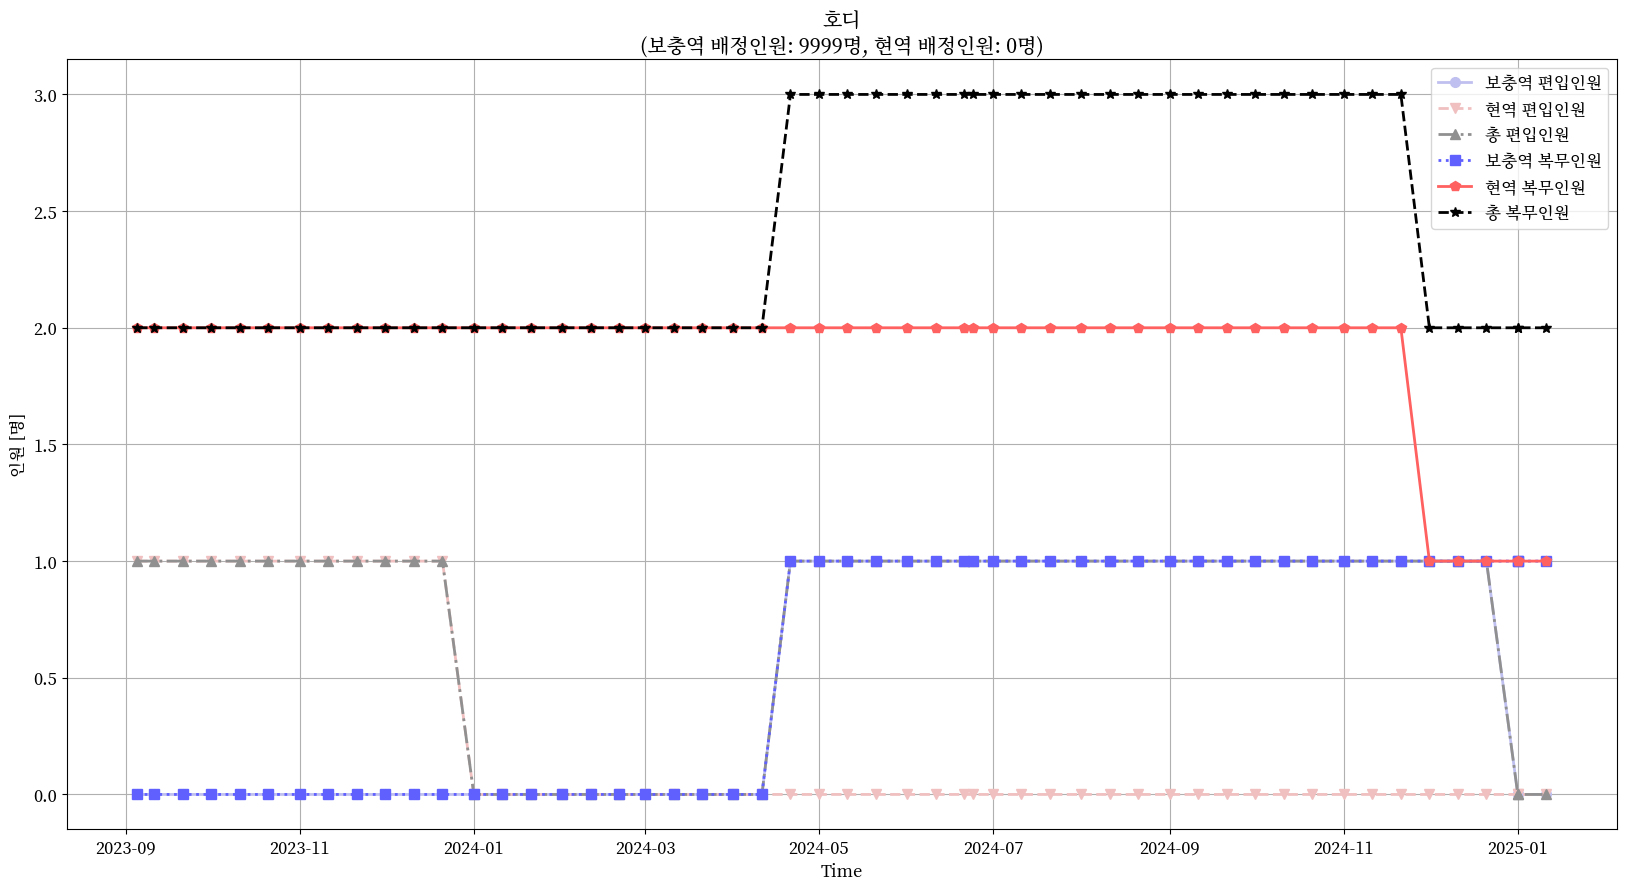 호디
(보충역 배정인원: 9999명, 현역 배정인원: 0명)
보충역 편입인원
현역 편입인원
총 편입인원
보충역 복무인원
현역 복무인원
총 복무인원
인원 [명]
3.0
2.5
2.0
1.5
1.0
0.5
0.0
2023-09
2023-11
2024-01
2024-03
2024-05
2024-07
2024-09
2024-11
2025-01
Time